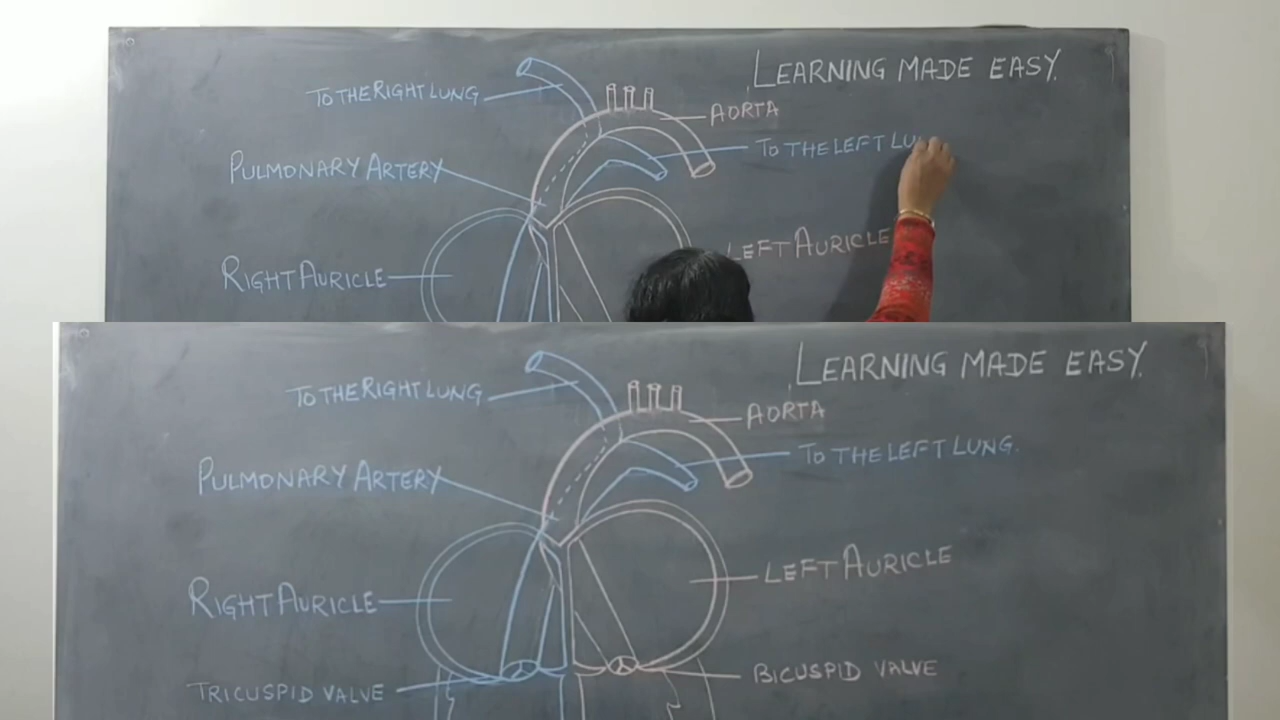 LEARNING MADE EASY.
TO THE RIGHT LUNG
AORTA
TO THE LEFT LU
PULMONARY ARTERY
LEFT AURICLE
RIGHT AURICLE
LEARNING MADE EASY.
TO THE RIGHT LUNG
AORTA
TO THE LEFT LUNG.
PULMONARY ARTERY
LEFT AURICLE
RIGHT AURICLE
BICUSPID VALVE
TRICUSPID VALVE